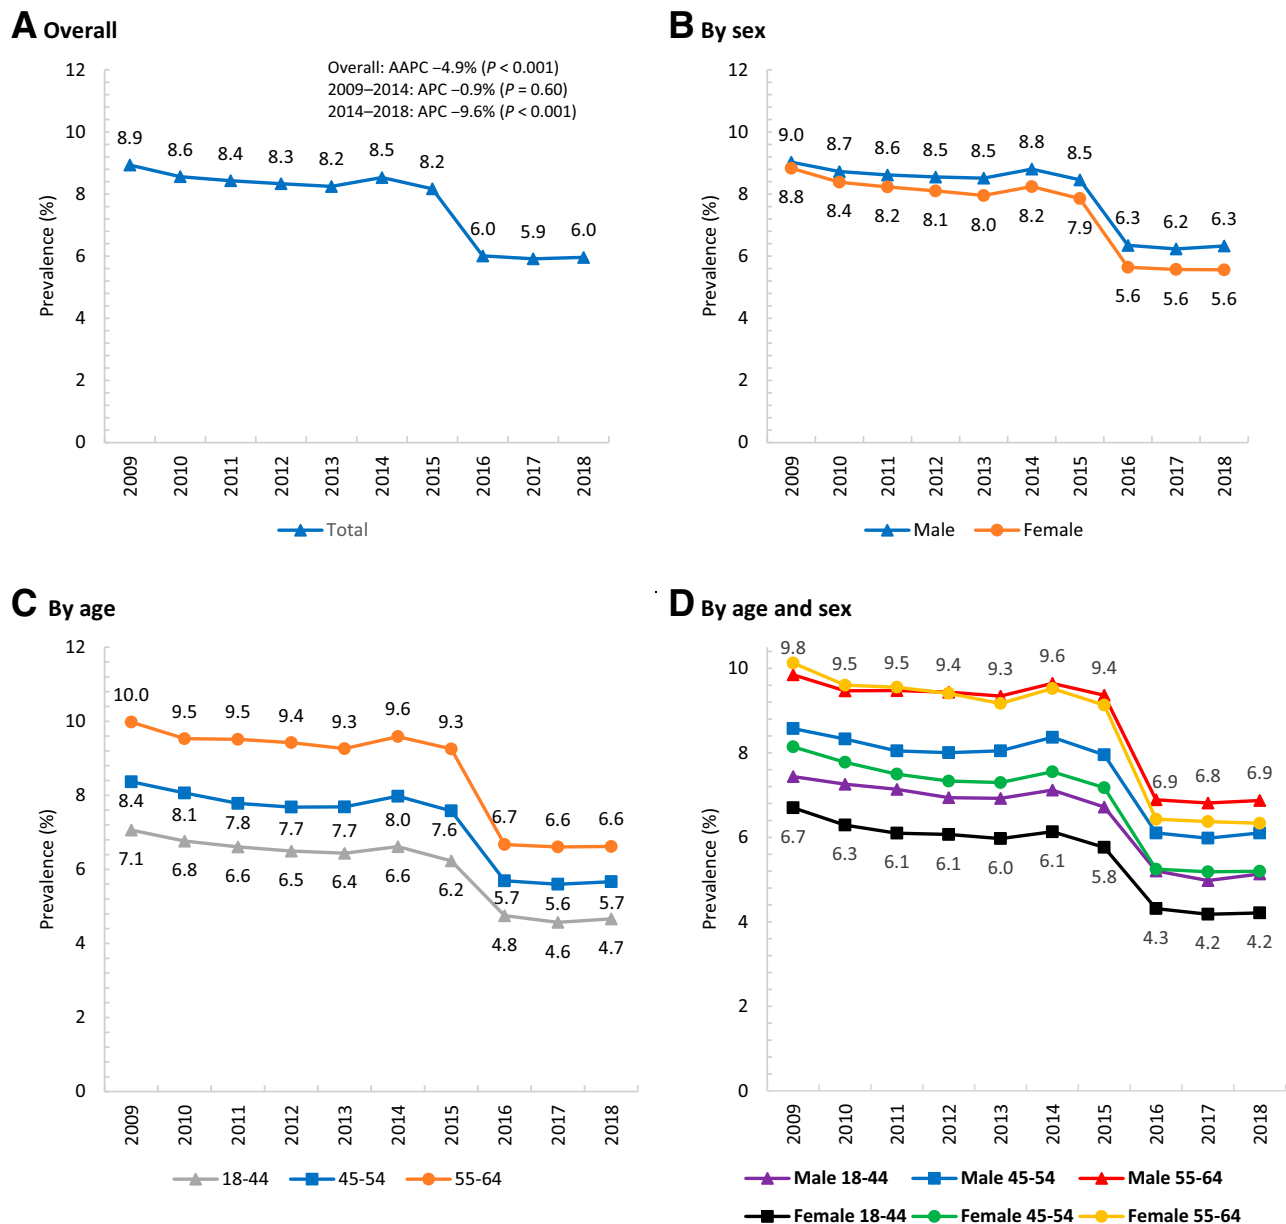 A Overall
Overall: AAPC −4.9% (P < 0.001)
2009–2014: APC −0.9% (P = 0.60)
2014–2018: APC −9.6% (P < 0.001)
Prevalence (%)
12
10
8
6
4
2
0
8.9 8.6 8.4 8.3 8.2 8.5 8.2 6.0 5.9 6.0
2009 2010 2011 2012 2013 2014 2015 2016 2017 2018
Total
B By sex
Prevalence (%)
12
10
8
6
4
2
0
9.0 8.7 8.6 8.5 8.5 8.8 8.5 6.3 6.2 6.3
8.8 8.4 8.2 8.1 8.0 8.2 7.9 5.6 5.6 5.6
2009 2010 2011 2012 2013 2014 2015 2016 2017 2018
Male Female
C By age
Prevalence (%)
12
10
8
6
4
2
0
10.0 9.5 9.5 9.4 9.3 9.6 9.3 6.7 6.6 6.6
8.4 8.1 7.8 7.7 7.7 8.0 7.6 5.7 5.6 5.7
7.1 6.8 6.6 6.5 6.4 6.6 6.2 4.8 4.6 4.7
2009 2010 2011 2012 2013 2014 2015 2016 2017 2018
18-44 45-54 55-64
D By age and sex
Prevalence (%)
10
8
6
4
2
0
9.8 9.5 9.5 9.4 9.3 9.6 9.4 6.9 6.8 6.9
6.7 6.3 6.1 6.1 6.0 6.1 5.8 4.3 4.2 4.2
2009 2010 2011 2012 2013 2014 2015 2016 2017 2018
Male 18-44 Male 45-54 Male 55-64
Female 18-44 Female 45-54 Female 55-64